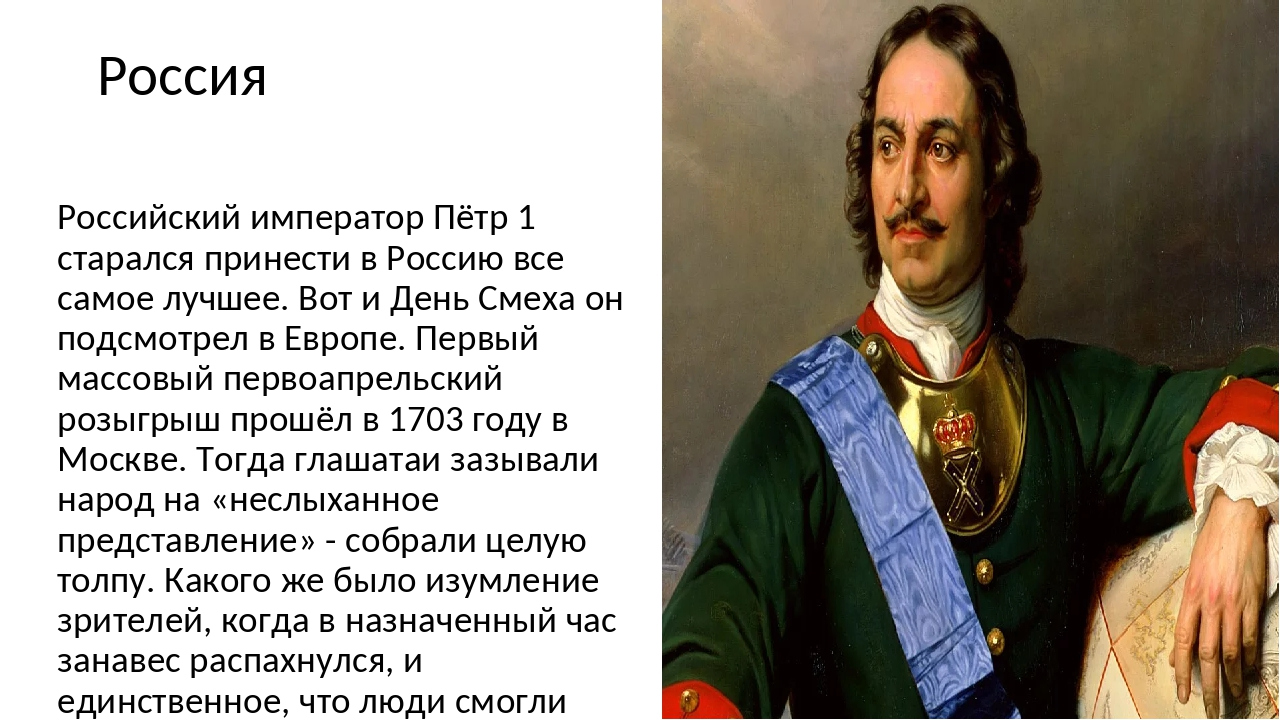 Россия
Российский император Пётр 1
старался принести в Россию все
самое лучшее. Вот и День Смеха он
подсмотрел в Европе. Первый
массовый первоапрельский
розыгрыш прошёл в 1703 году в
Москве. Тогда глашатаи зазывали
народ на «неслыханное
представление» - собрали целую
толпу. Какого же было изумление
зрителей, когда в назначенный час
занавес распахнулся, и
единственное, что люди смогли